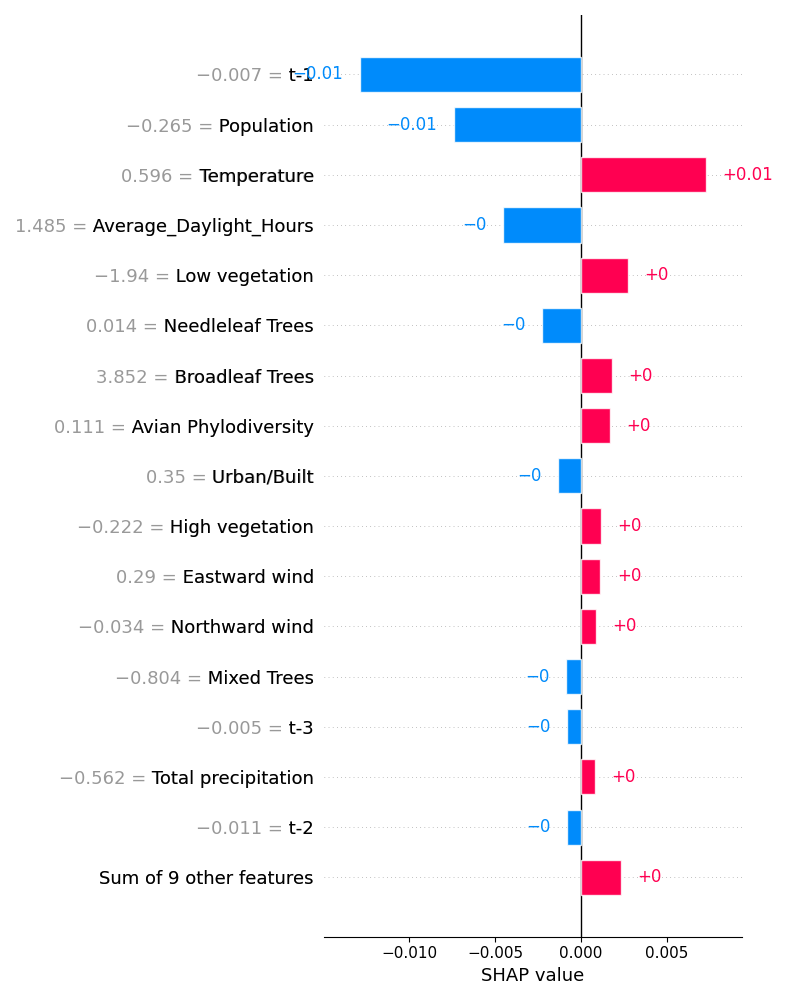 −0.007 = t-1 −0.01
−0.265 = Population −0.01
0.596 = Temperature +0.01
1.485 = Average_Daylight_Hours −0
−1.94 = Low vegetation +0
0.014 = Needleleaf Trees −0
3.852 = Broadleaf Trees +0
0.111 = Avian Phylodiversity +0
0.35 = Urban/Built −0
−0.222 = High vegetation +0
0.29 = Eastward wind +0
−0.034 = Northward wind +0
−0.804 = Mixed Trees −0
−0.005 = t-3 −0
−0.562 = Total precipitation +0
−0.011 = t-2 −0
Sum of 9 other features +0
−0.010 −0.005 0.000 0.005
SHAP value